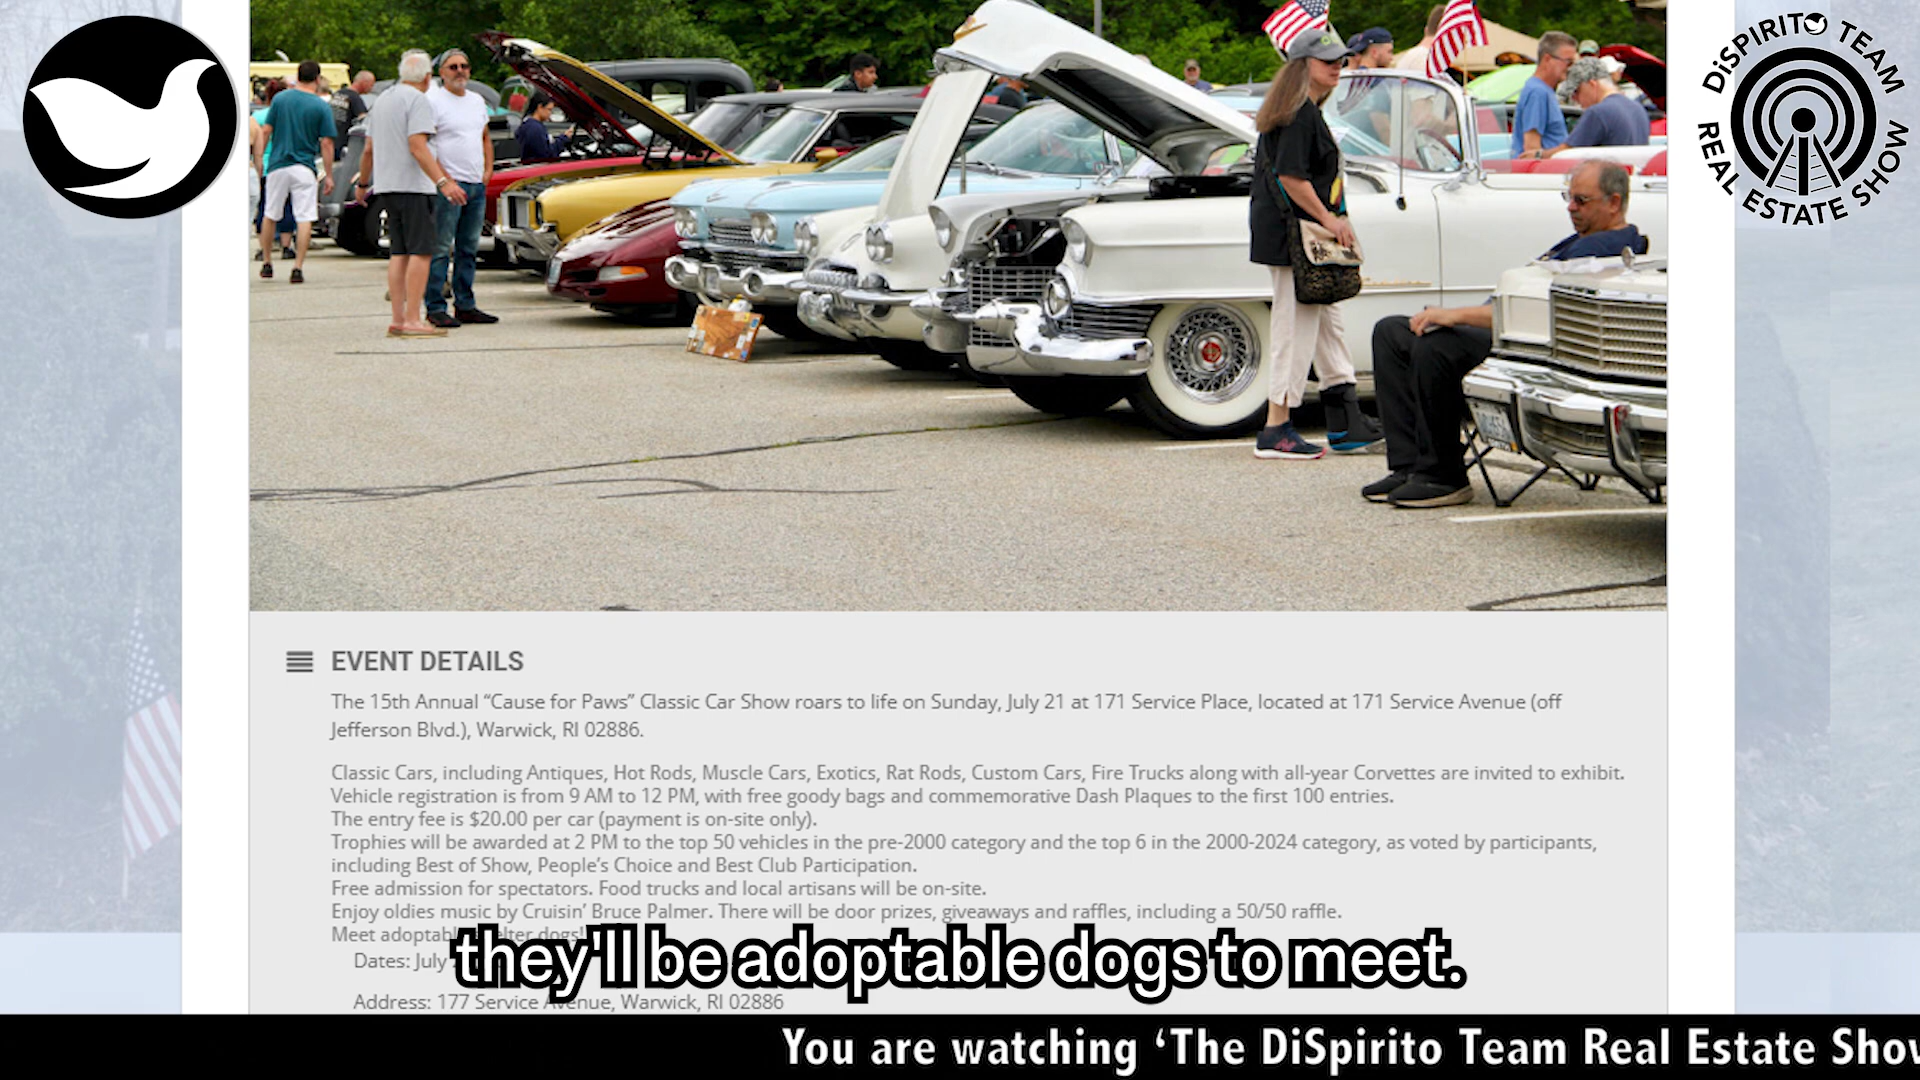 DiSPIRITO TEAM
REAL ESTATE SHOW
EVENT DETAILS
The 15th Annual “Cause for Paws” Classic Car Show roars to life on Sunday, July 21 at 171 Service Place, located at 171 Service Avenue (off
Jefferson Blvd.), Warwick, RI 02886.
Classic Cars, including Antiques, Hot Rods, Muscle Cars, Exotics, Rat Rods, Custom Cars, Fire Trucks along with all-year Corvettes are invited to exhibit.
Vehicle registration is from 9 AM to 12 PM, with free goody bags and commemorative Dash Plaques to the first 100 entries.
The entry fee is $20.00 per car (payment is on-site only).
Trophies will be awarded at 2 PM to the top 50 vehicles in the pre-2000 category and the top 6 in the 2000-2024 category, as voted by participants,
including Best of Show, People’s Choice and Best Club Participation.
Free admission for spectators. Food trucks and local artisans will be on-site.
Enjoy oldies music by Cruisin’ Bruce Palmer. There will be door prizes, giveaways and raffles, including a 50/50 raffle.
Meet dogs!
they'll be adoptable dogs to meet.
Dates: July
Address: 177 Service Avenue, Warwick, RI 02886
You are watching ‘The DiSpirito Team Real Estate Show